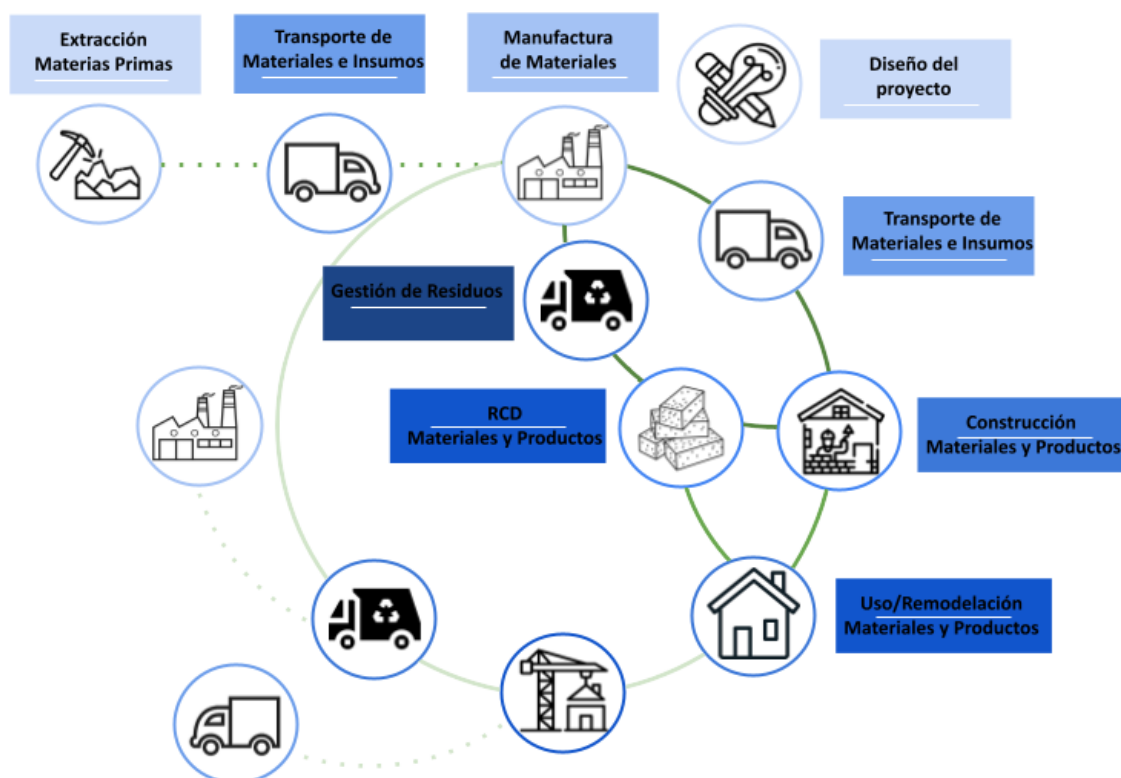 Extracción
Materias Primas
Transporte de
Materiales e Insumos
Manufactura
de Materiales
Diseño del
proyecto
Transporte de
Materiales e Insumos
Gestión de Residuos
RCD
Materiales y Productos
Construcción
Materiales y Productos
Uso/Remodelación
Materiales y Productos